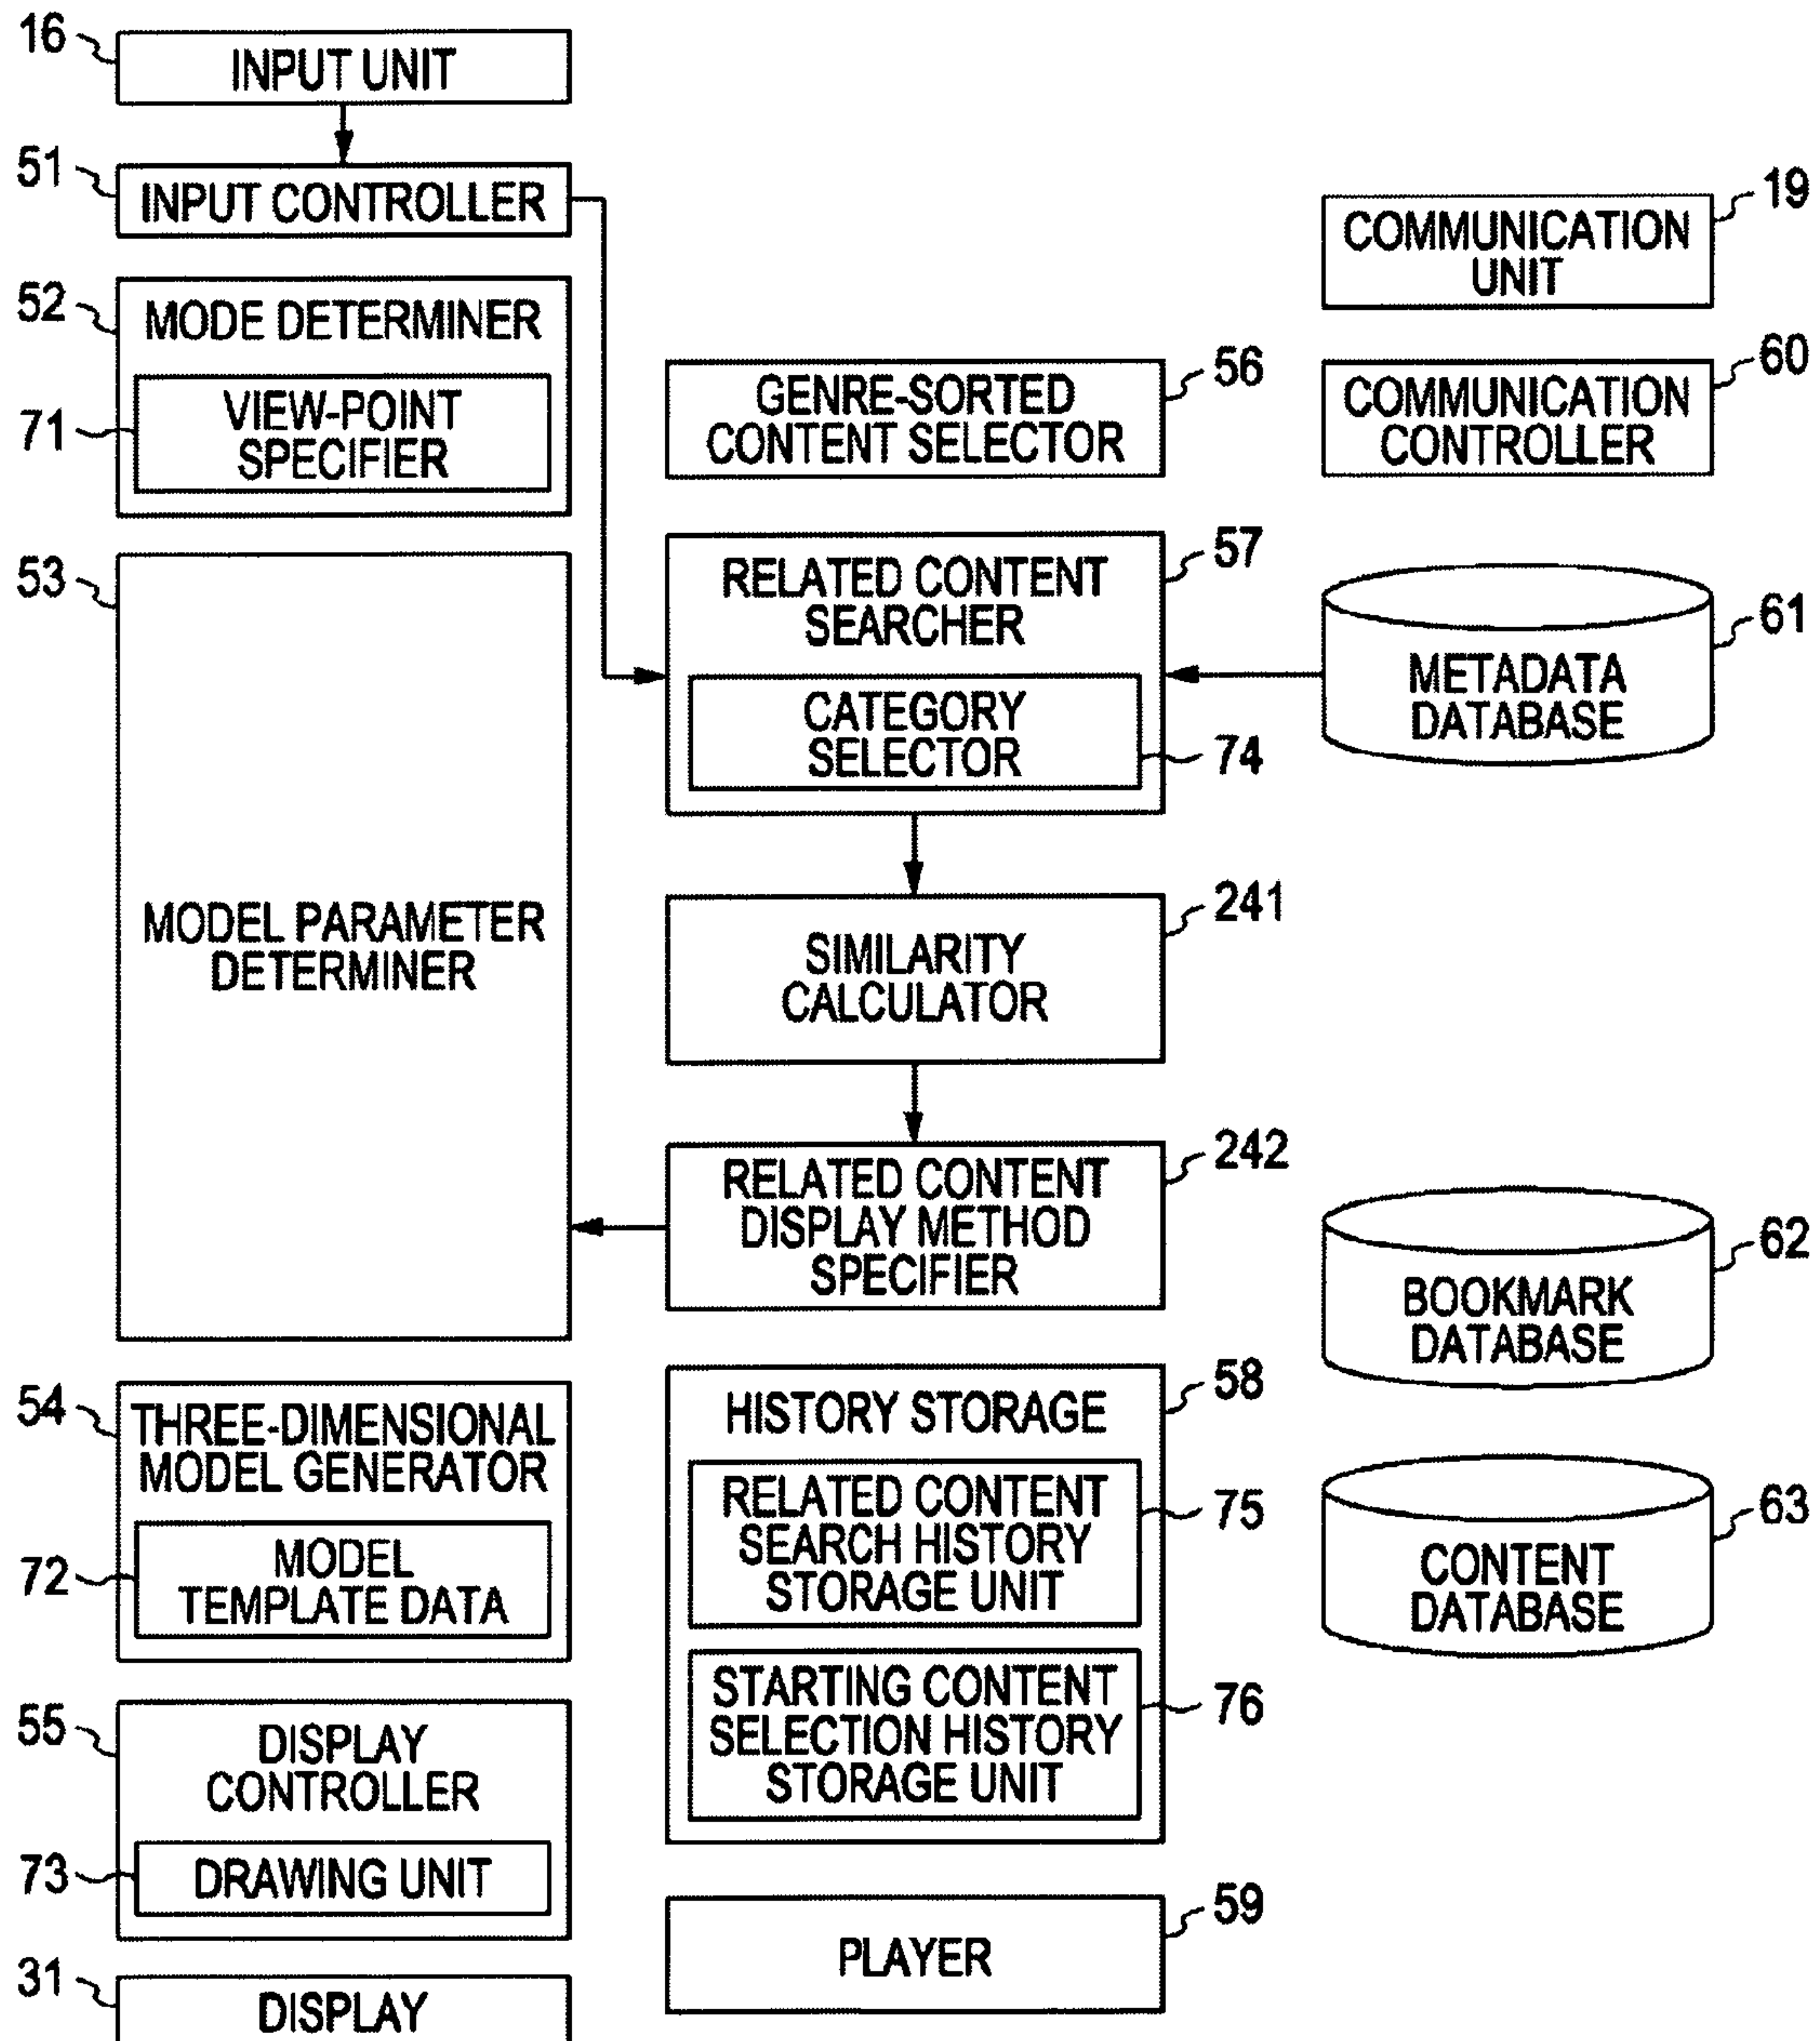 16
INPUT UNIT
51
INPUT CONTROLLER
52
MODE DETERMINER
71
VIEW-POINT
SPECIFIER
53
MODEL PARAMETER
DETERMINER
54
THREE-DIMENSIONAL
MODEL GENERATOR
72
MODEL
TEMPLATE DATA
55
DISPLAY
CONTROLLER
73
DRAWING UNIT
31
DISPLAY
GENRE-SORTED
CONTENT SELECTOR
56
RELATED CONTENT
SEARCHER
57
CATEGORY
SELECTOR
74
SIMILARITY
CALCULATOR
241
RELATED CONTENT
DISPLAY METHOD
SPECIFIER
242
HISTORY STORAGE
58
RELATED CONTENT
SEARCH HISTORY
STORAGE UNIT
75
STARTING CONTENT
SELECTION HISTORY
STORAGE UNIT
76
PLAYER
59
COMMUNICATION
UNIT
19
COMMUNICATION
CONTROLLER
60
METADATA
DATABASE
61
BOOKMARK
DATABASE
62
CONTENT
DATABASE
63